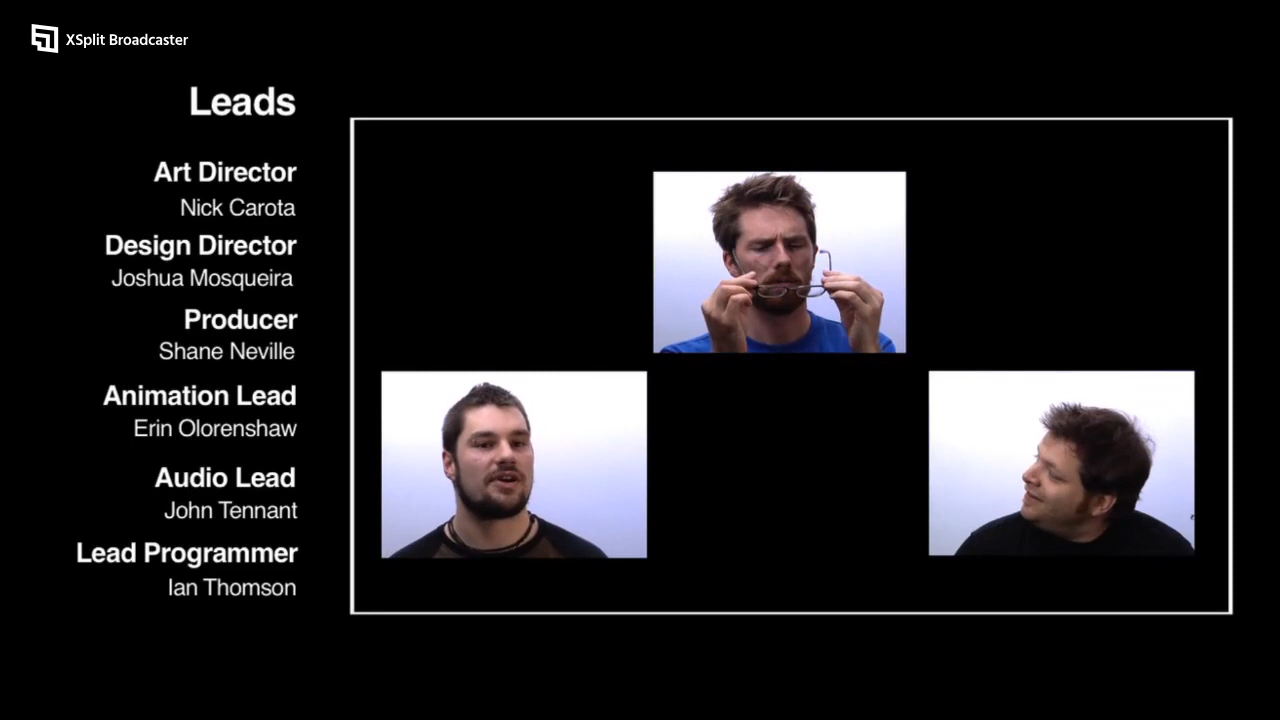 XSplit Broadcaster
Leads
Art Director
Nick Carota
Design Director
Joshua Mosqueira
Producer
Shane Neville
Animation Lead
Erin Olorenshaw
Audio Lead
John Tennant
Lead Programmer
Ian Thomson